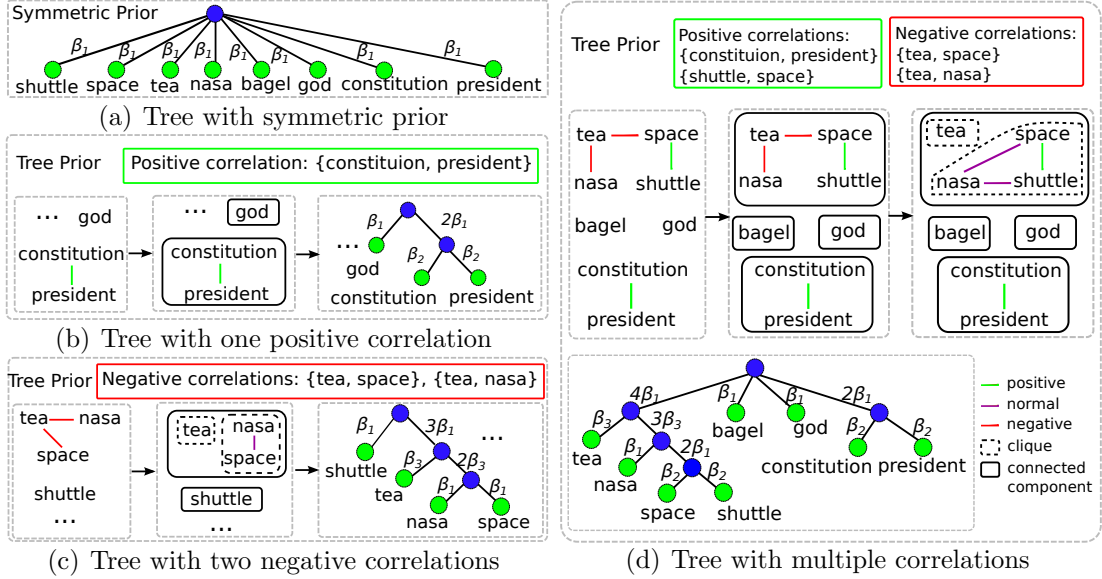 Symmetric Prior
β1 β1 β1 β1 β1 β1 β1 β1
shuttle space tea nasa bagel god constitution president
(a) Tree with symmetric prior
Tree Prior
Positive correlation: {constituion, president}
... god
constitution
president
... god
constitution
president
β1 2β1
... god
β2 β2
constitution president
(b) Tree with one positive correlation
Tree Prior
Negative correlations: {tea, space}, {tea, nasa}
tea nasa
space
shuttle
...
tea nasa
space
shuttle
...
β1 3β1 ...
shuttle
β3 2β3
tea
β1 β1
nasa space
(c) Tree with two negative correlations
Tree Prior
Positive correlations:
{constituion, president}
{shuttle, space}
Negative correlations:
{tea, space}
{tea, nasa}
tea space
nasa shuttle
bagel god
constitution
president
tea space
nasa shuttle
bagel god
constitution
president
tea space
nasa shuttle
bagel god
constitution
president
4β1 β1 β1 2β1
β3 3β3 bagel god β2 β2
tea β1 2β1 constitution president
nasa β2 β2
space shuttle
positive
normal
negative
clique
connected
component
(d) Tree with multiple correlations